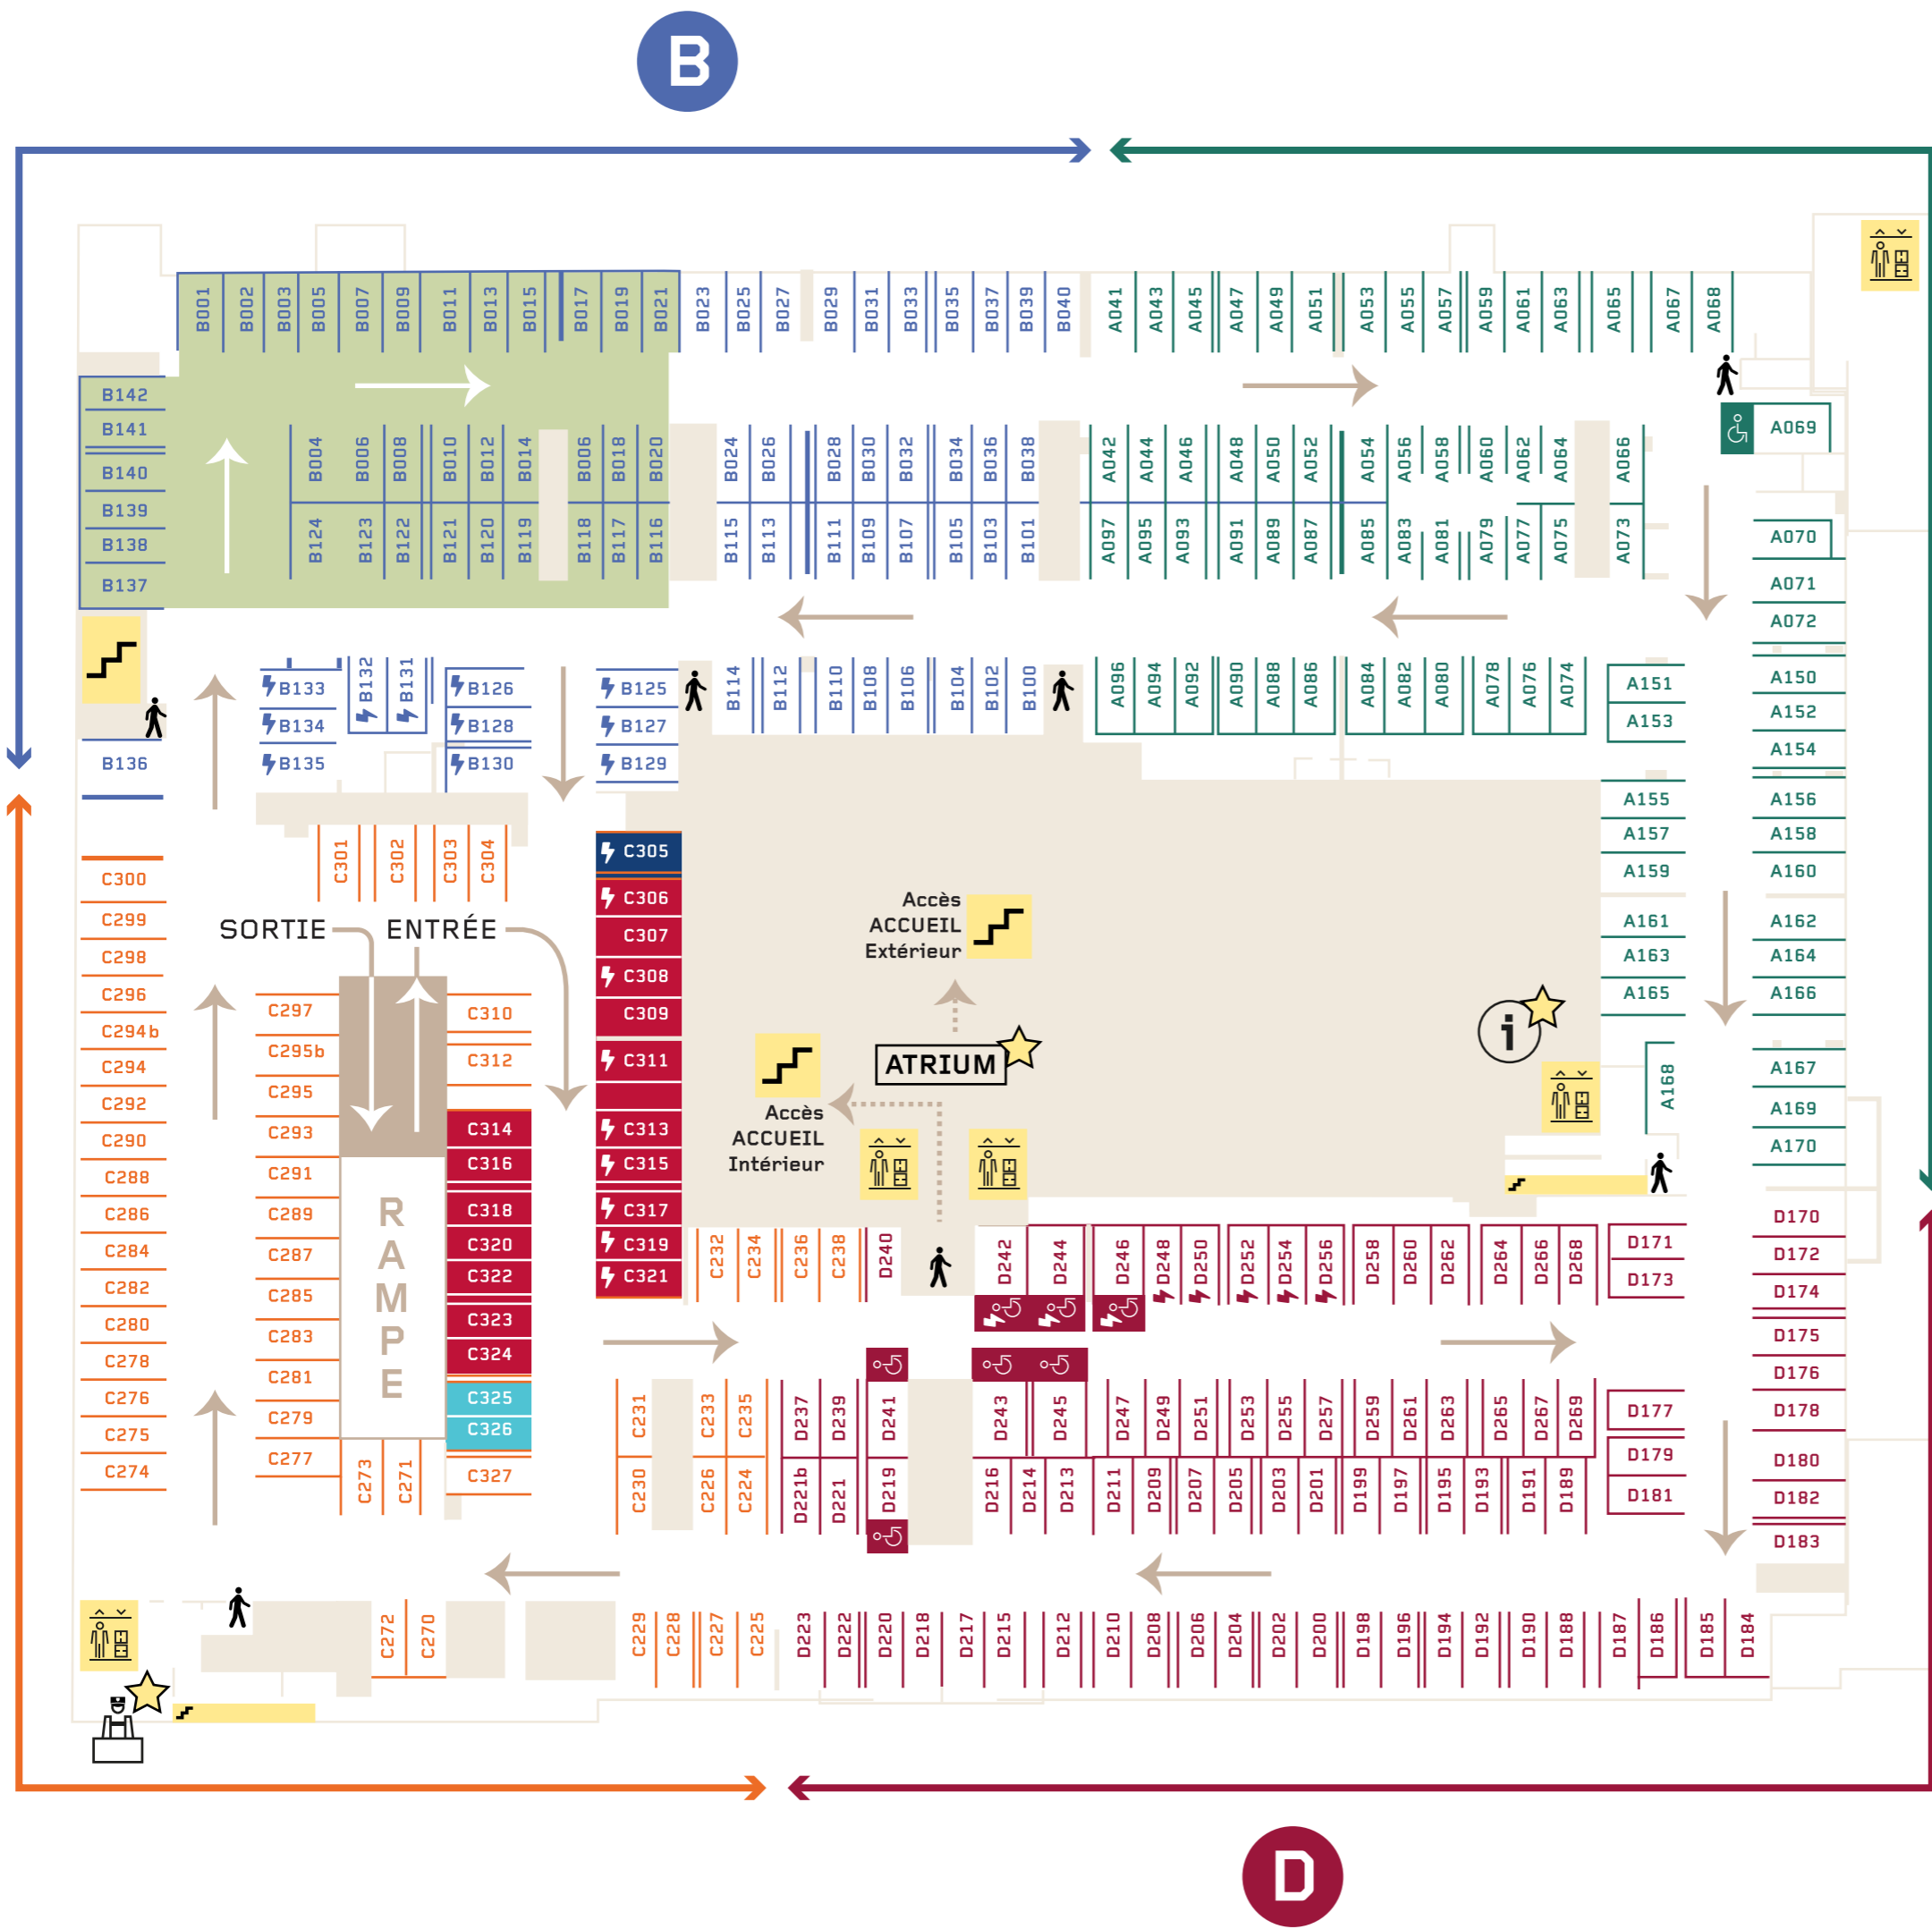 B
B001 B002 B003 B005 B007 B009 B011 B013 B015 B017 B019 B021 B023 B025 B027 B029 B031 B033 B035 B037 B039 B040 A041 A043 A045 A047 A049 A051 A053 A055 A057 A059 A061 A063 A065 A067 A068
B142
B141
B140
B139
B138
B137
B004 B006 B008 B010 B012 B014 B006 B018 B020 B024 B026 B028 B030 B032 B034 B036 B038 A042 A044 A046 A048 A050 A052 A054 A056 A058 A060 A062 A064 A066
A069
B124 B123 B122 B121 B120 B119 B118 B117 B116 B115 B113 B111 B109 B107 B105 B103 B101 A097 A095 A093 A091 A089 A087 A085 A083 A081 A079 A077 A075 A073
A070
A071
A072
B133
B134
B135
B132 B131
B126
B128
B130
B125
B127
B129
B114 B112 B110 B108 B106 B104 B102 B100 A096 A094 A092 A090 A088 A086 A084 A082 A080 A078 A076 A074
A151
A153
A150
A152
A154
B136
A155
A157
A159
A161
A163
A165
A156
A158
A160
A162
A164
A166
A168
A167
A169
A170
C301 C302 C303 C304
SORTIE
ENTRÉE
C300
C299
C298
C296
C294b
C294
C292
C290
C288
C286
C284
C282
C280
C278
C276
C275
C274
C297
C295b
C295
C293
C291
C289
C287
C285
C283
C281
C279
C277
R
A
M
P
E
C273 C271
C310
C312
C314
C316
C318
C320
C322
C323
C324
C325
C326
C327
C305
C306
C307
C308
C309
C311
C313
C315
C317
C319
C321
Accès
ACCUEIL
Extérieur
ATRIUM
Accès
ACCUEIL
Intérieur
i
C232 C234 C236 C238 D240 D242 D244 D246 D248 D250 D252 D254 D256 D258 D260 D262 D264 D266 D268
D171
D173
D170
D172
D174
D175
D176
D178
D180
D182
D183
D177
D179
D181
C231 C233 C235 D237 D239 D241 D243 D245 D247 D249 D251 D253 D255 D257 D259 D261 D263 D265 D267 D269
C230 C226 C224 D221b D221 D219 D216 D214 D213 D211 D209 D207 D205 D203 D201 D199 D197 D195 D193 D191 D189
C272 C270 C229 C228 C227 C225 D223 D222 D220 D218 D217 D215 D212 D210 D208 D206 D204 D202 D200 D198 D196 D194 D192 D190 D188 D187 D186 D185 D184
D